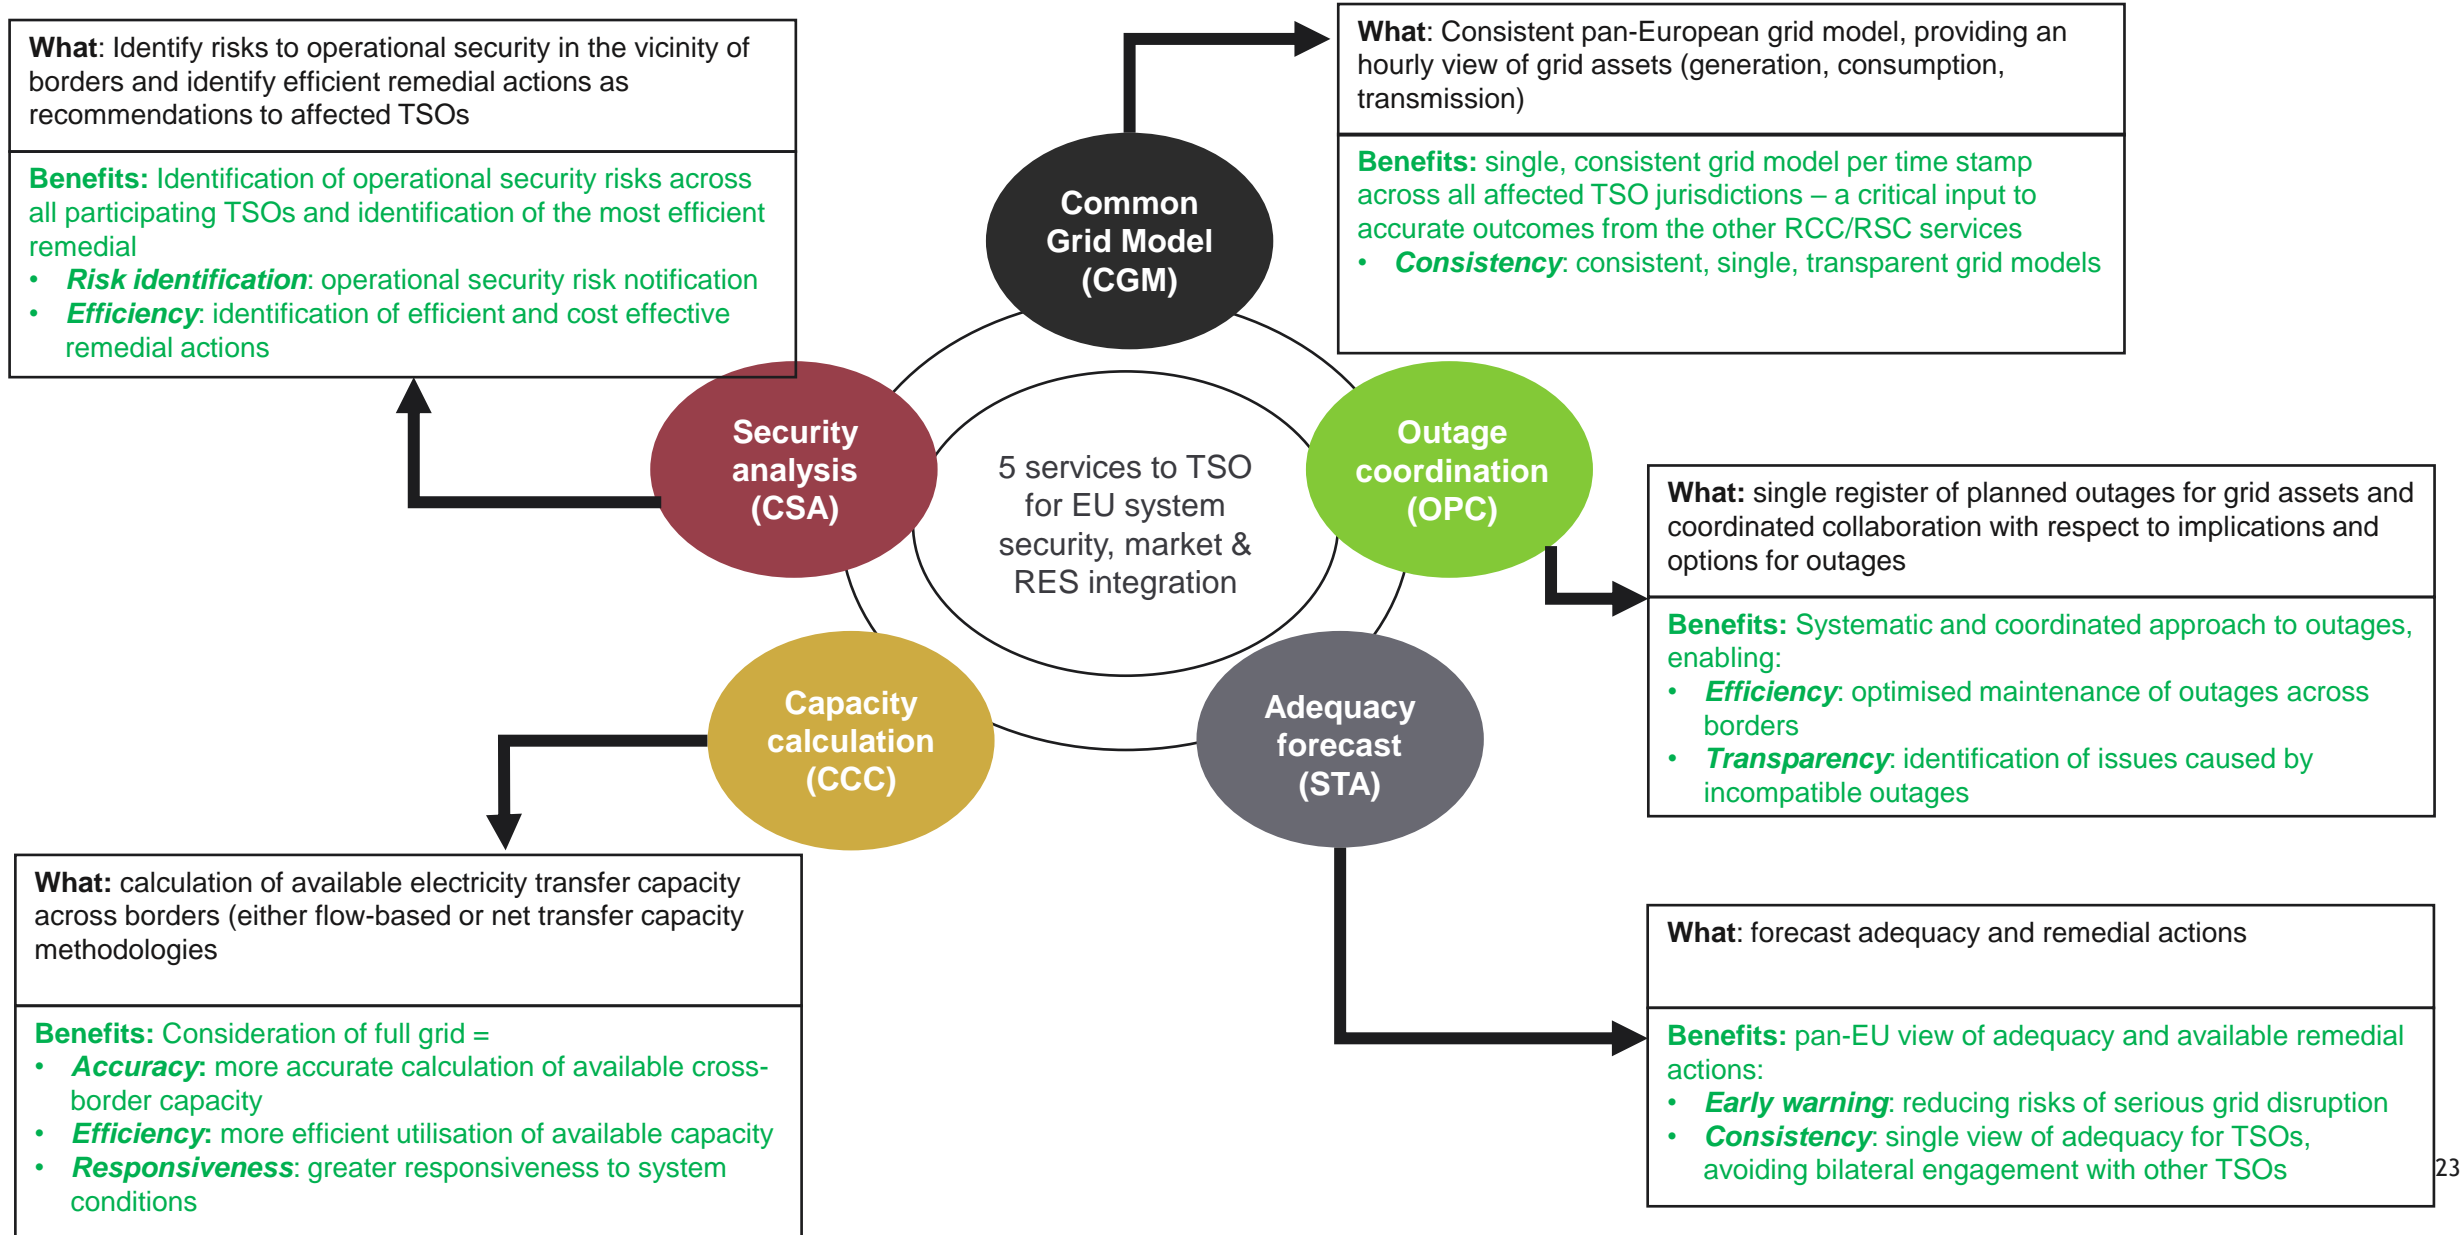 What: Identify risks to operational security in the vicinity of
borders and identify efficient remedial actions as
recommendations to affected TSOs
Benefits: Identification of operational security risks across
all participating TSOs and identification of the most efficient
remedial
• Risk identification: operational security risk notification
• Efficiency: identification of efficient and cost effective
remedial actions
What: Consistent pan-European grid model, providing an
hourly view of grid assets (generation, consumption,
transmission)
Benefits: single, consistent grid model per time stamp
across all affected TSO jurisdictions – a critical input to
accurate outcomes from the other RCC/RSC services
• Consistency: consistent, single, transparent grid models
Common
Grid Model
(CGM)
Security
analysis
(CSA)
5 services to TSO
for EU system
security, market &
RES integration
Outage
coordination
(OPC)
What: single register of planned outages for grid assets and
coordinated collaboration with respect to implications and
options for outages
Benefits: Systematic and coordinated approach to outages,
enabling:
• Efficiency: optimised maintenance of outages across
borders
• Transparency: identification of issues caused by
incompatible outages
Capacity
calculation
(CCC)
Adequacy
forecast
(STA)
What: calculation of available electricity transfer capacity
across borders (either flow-based or net transfer capacity
methodologies
Benefits: Consideration of full grid =
• Accuracy: more accurate calculation of available cross-
border capacity
• Efficiency: more efficient utilisation of available capacity
• Responsiveness: greater responsiveness to system
conditions
What: forecast adequacy and remedial actions
Benefits: pan-EU view of adequacy and available remedial
actions:
• Early warning: reducing risks of serious grid disruption
• Consistency: single view of adequacy for TSOs,
avoiding bilateral engagement with other TSOs
23